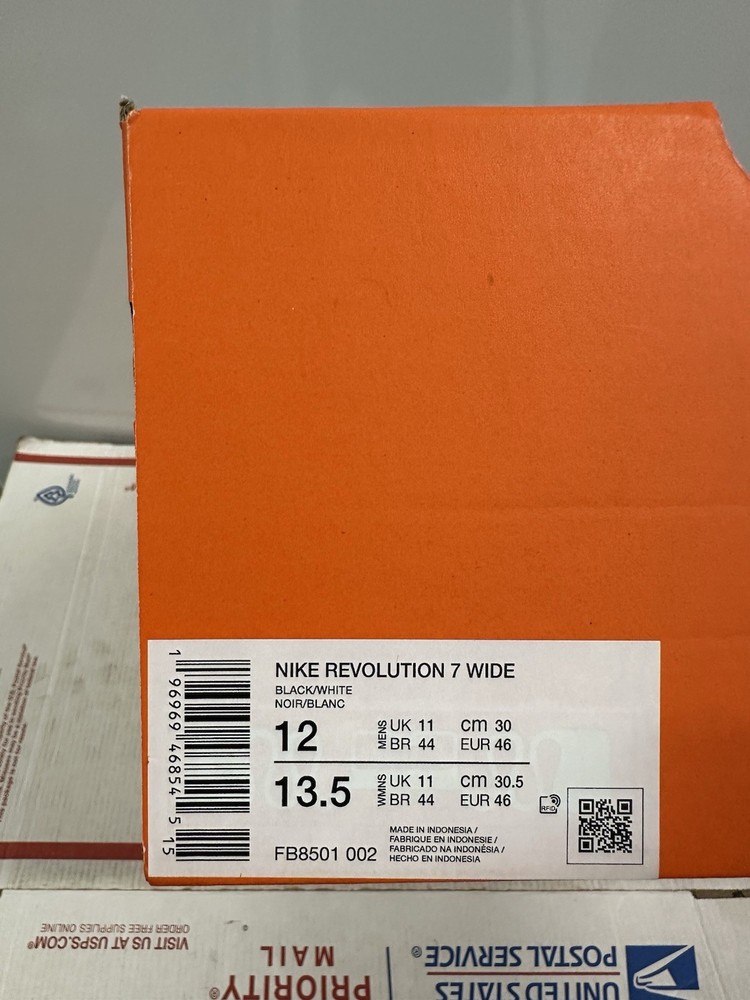 NIKE REVOLUTION 7 WIDE
BLACK/WHITE
NOIR/BLANC
12 MENS UK 11 cm 30
BR 44 EUR 46
13.5 WMNS UK 11 cm 30.5
BR 44 EUR 46
RFID
FB8501 002
MADE IN INDONESIA /
FABRIQUE EN INDONESIE /
FABRICADO NA INDONÉSIA /
HECHO EN INDONESIA
1 96969 46854 5 15
VISIT US AT USPS.COM®
ORDER FREE SUPPLIES ONLINE
PRIORITY®
MAIL
UNITED STATES
POSTAL SERVICE®